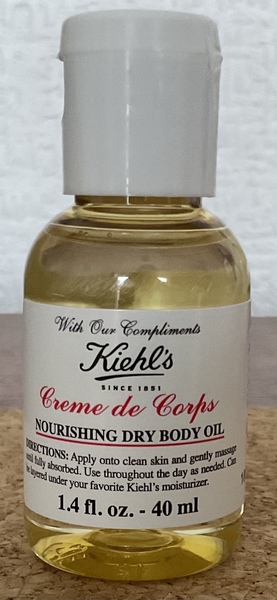 With Our Compliments
Kiehl's
SINCE 1851
Creme de Corps
NOURISHING DRY BODY OIL
DIRECTIONS: Apply onto clean skin and gently massage
until fully absorbed. Use throughout the day as needed. Can
be layered under your favorite Kiehl's moisturizer.
1.4 fl. oz. - 40 ml